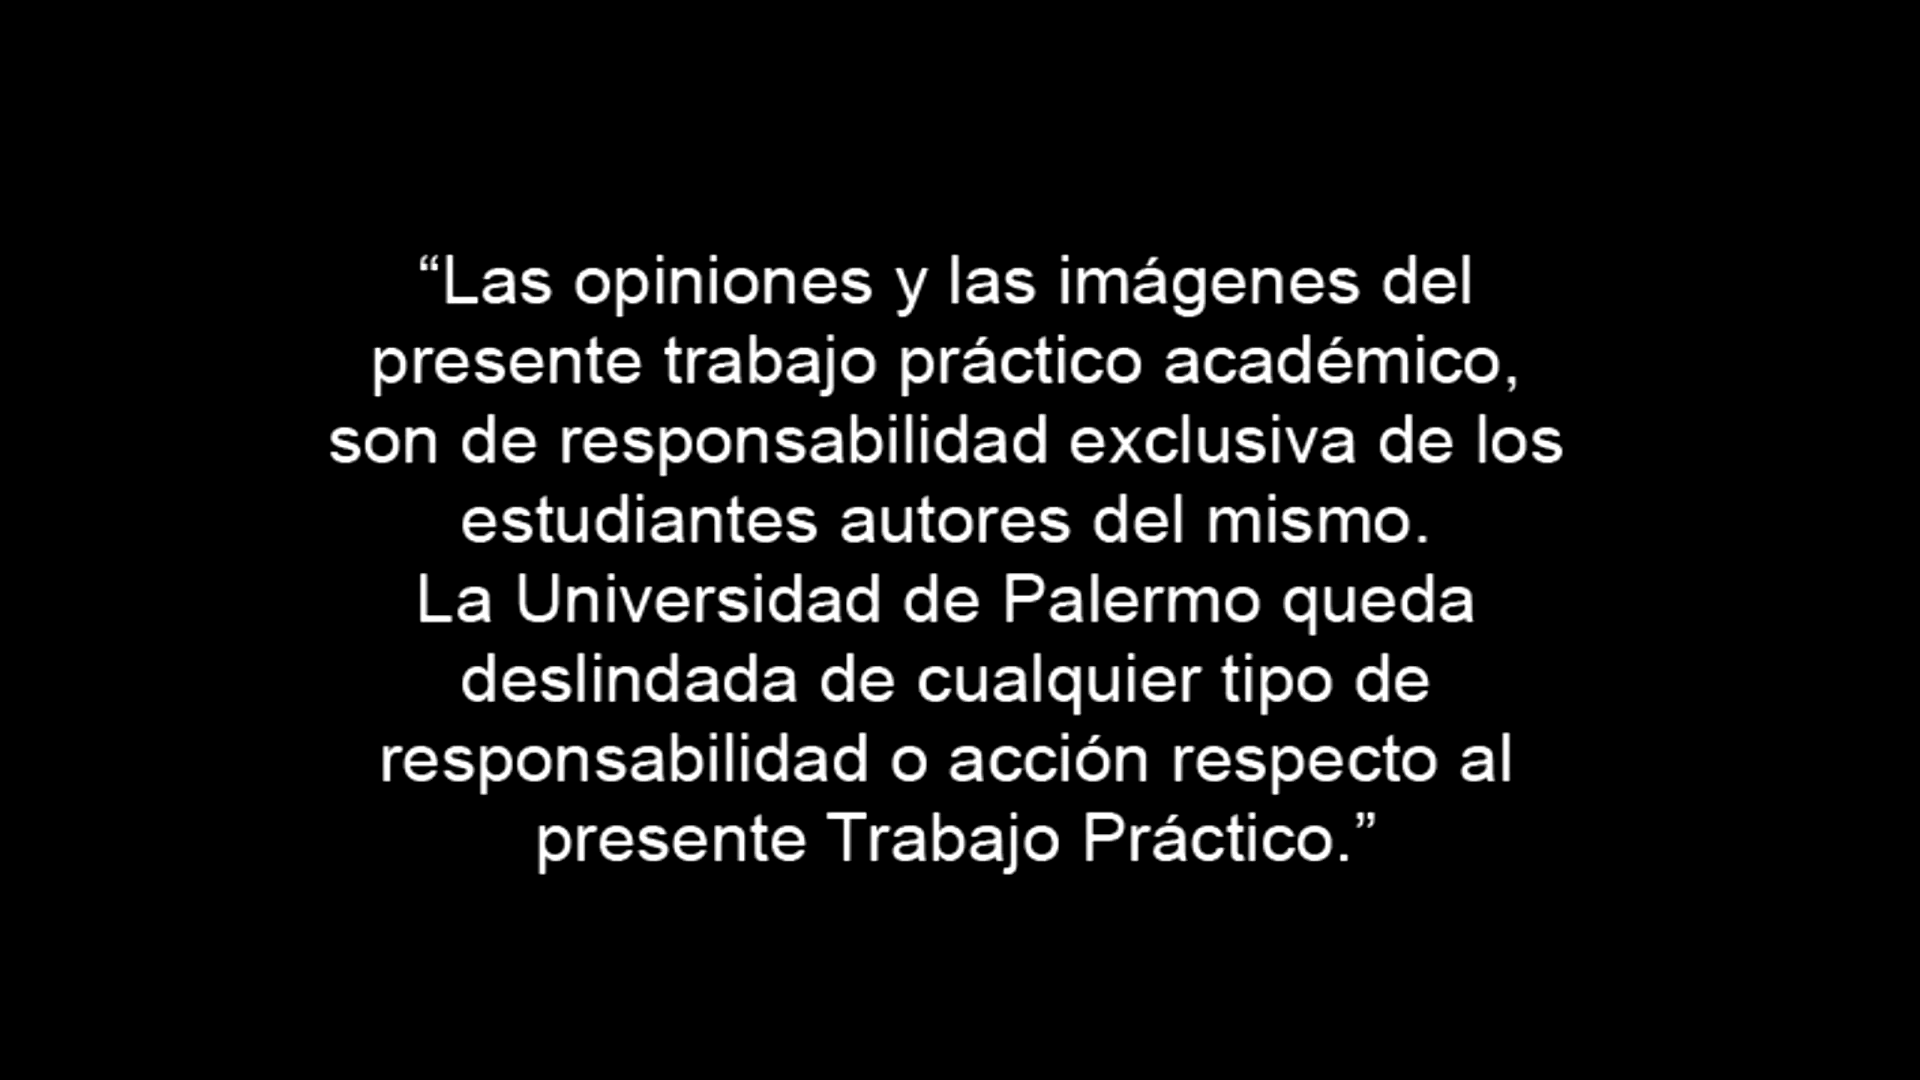 “Las opiniones y las imágenes del
presente trabajo práctico académico,
son de responsabilidad exclusiva de los
estudiantes autores del mismo.
La Universidad de Palermo queda
deslindada de cualquier tipo de
responsabilidad o acción respecto al
presente Trabajo Práctico.”